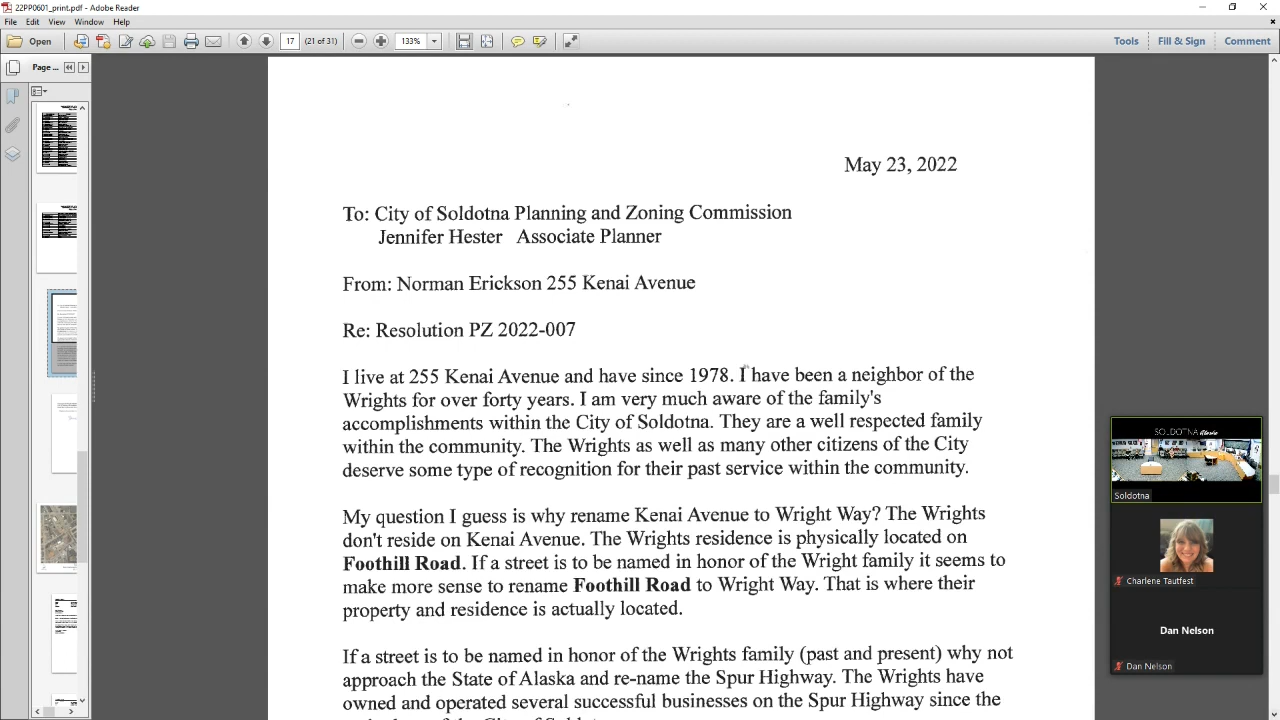 22PP0601_print.pdf - Adobe Reader
File Edit View Window Help
Open 17 (21 of 31) 133% Tools Fill & Sign Comment
Page ...
May 23, 2022
To: City of Soldotna Planning and Zoning Commission
Jennifer Hester Associate Planner
From: Norman Erickson 255 Kenai Avenue
Re: Resolution PZ 2022-007
I live at 255 Kenai Avenue and have since 1978. I have been a neighbor of the
Wrights for over forty years. I am very much aware of the family's
accomplishments within the City of Soldotna. They are a well respected family
within the community. The Wrights as well as many other citizens of the City
deserve some type of recognition for their past service within the community.
My question I guess is why rename Kenai Avenue to Wright Way? The Wrights
don't reside on Kenai Avenue. The Wrights residence is physically located on
Foothill Road. If a street is to be named in honor of the Wright family it seems to
make more sense to rename Foothill Road to Wright Way. That is where their
property and residence is actually located.
If a street is to be named in honor of the Wrights family (past and present) why not
approach the State of Alaska and re-name the Spur Highway. The Wrights have
owned and operated several successful businesses on the Spur Highway since the
SOLDOTNA Alaska
Soldotna
Charlene Tautfest
Dan Nelson
Dan Nelson